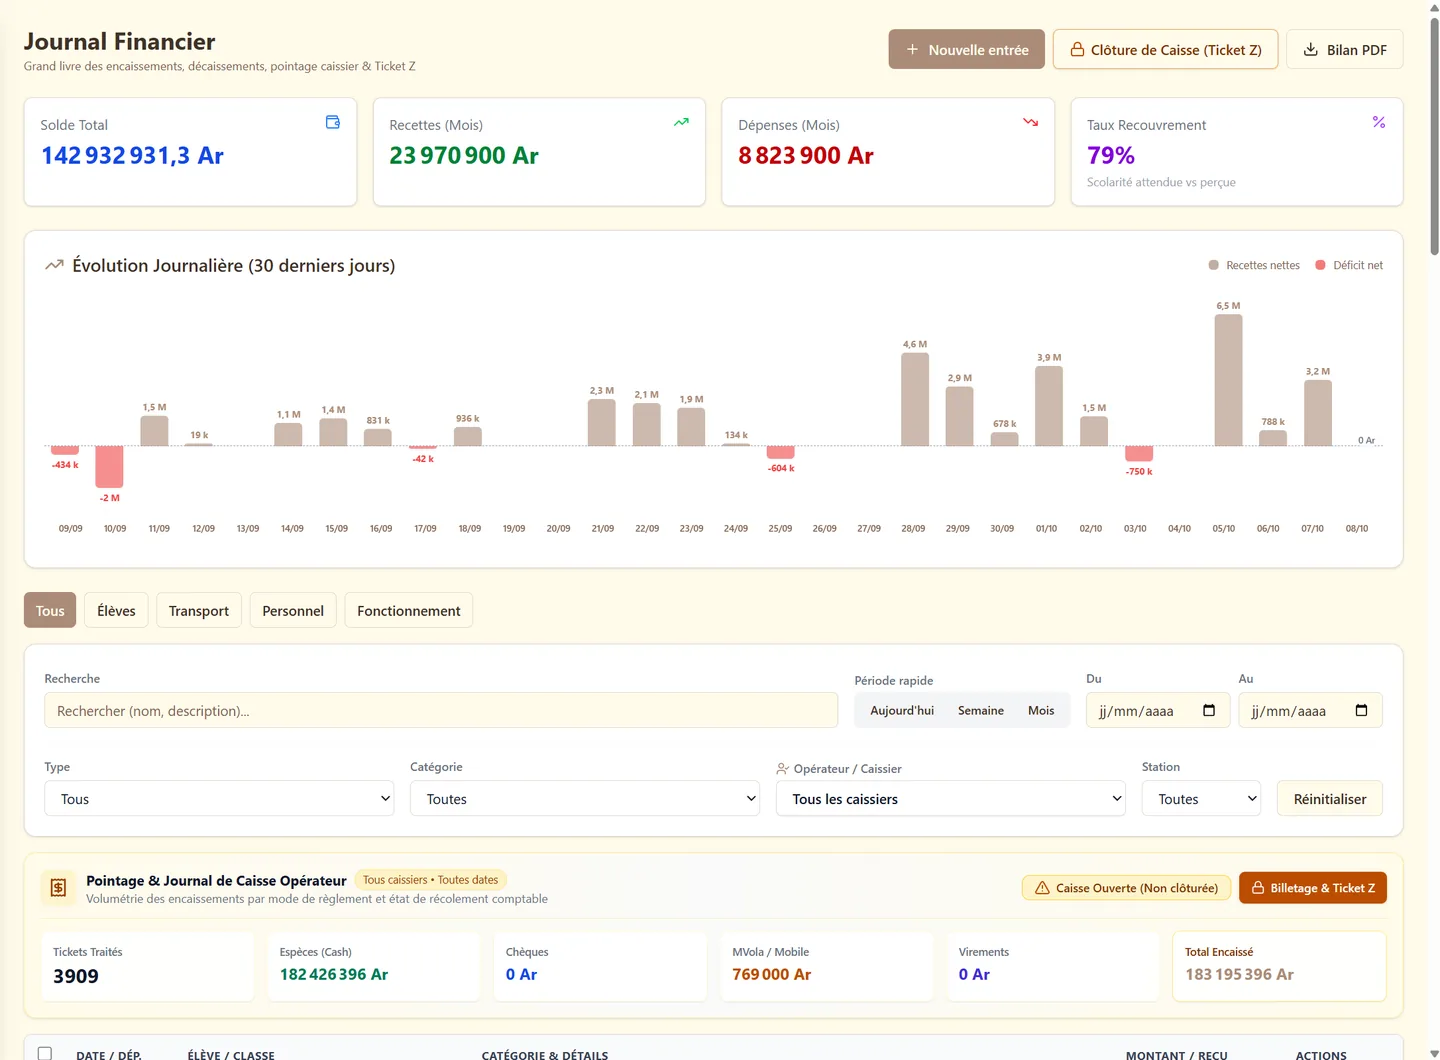 Journal Financier
Grand livre des encaissements, décaissements, pointage caissier & Ticket Z
Nouvelle entrée
Clôture de Caisse (Ticket Z)
Bilan PDF
Solde Total
142 932 931,3 Ar
Recettes (Mois)
23 970 900 Ar
Dépenses (Mois)
8 823 900 Ar
Taux Recouvrement
79%
Scolarité attendue vs perçue
Évolution Journalière (30 derniers jours)
Recettes nettes
Déficit net
-434 k
-2 M
1,5 M
19 k
1,1 M
1,4 M
831 k
-42 k
936 k
2,3 M
2,1 M
1,9 M
134 k
-604 k
4,6 M
2,9 M
678 k
3,9 M
1,5 M
-750 k
6,5 M
788 k
3,2 M
0 Ar
09/09 10/09 11/09 12/09 13/09 14/09 15/09 16/09 17/09 18/09 19/09 20/09 21/09 22/09 23/09 24/09 25/09 26/09 27/09 28/09 29/09 30/09 01/10 02/10 03/10 04/10 05/10 06/10 07/10 08/10
Tous
Élèves
Transport
Personnel
Fonctionnement
Recherche
Rechercher (nom, description)...
Période rapide
Aujourd'hui
Semaine
Mois
Du
jj/mm/aaaa
Au
jj/mm/aaaa
Type
Tous
Catégorie
Toutes
Opérateur / Caissier
Tous les caissiers
Station
Toutes
Réinitialiser
Pointage & Journal de Caisse Opérateur
Tous caissiers • Toutes dates
Volumétrie des encaissements par mode de règlement et état de récolement comptable
Caisse Ouverte (Non clôturée)
Billetage & Ticket Z
Tickets Traités
3909
Espèces (Cash)
182 426 396 Ar
Chèques
0 Ar
MVola / Mobile
769 000 Ar
Virements
0 Ar
Total Encaissé
183 195 396 Ar
DATE / DÉP.
ÉLÈVE / CLASSE
CATÉGORIE & DÉTAILS
MONTANT / REÇU
ACTIONS